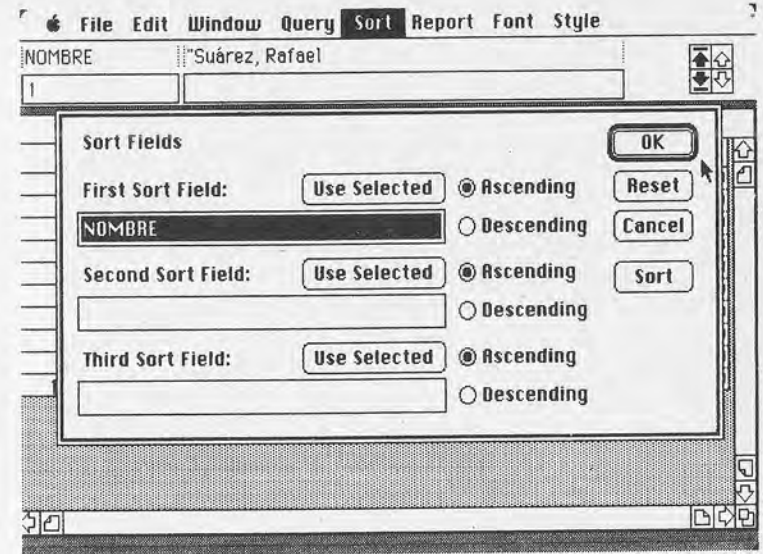 File Edit Window Query Sort Report Font Style
NOMBRE "Suárez, Rafael
1
Sort Fields
OK
First Sort Field: Use Selected Ascending Reset
NOMBRE Descending Cancel
Second Sort Field: Use Selected Ascending Sort
Descending
Third Sort Field: Use Selected Ascending
Descending